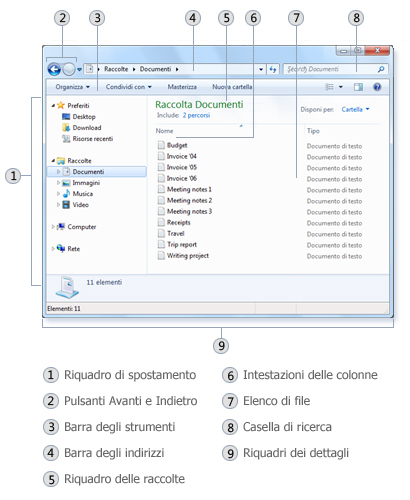 2 3 4 5 6 7 8
Raccolte Documenti Search Documenti
Organizza Condividi con Masterizza Nuova cartella
Preferiti
Desktop
Download
Risorse recenti
Raccolte
Documenti
Immagini
Musica
Video
Computer
Rete
1
Raccolta Documenti
Include: 2 percorsi
Disponi per: Cartella
Nome Tipo
Budget Documento di testo
Invoice '04 Documento di testo
Invoice '05 Documento di testo
Invoice '06 Documento di testo
Meeting notes 1 Documento di testo
Meeting notes 2 Documento di testo
Meeting notes 3 Documento di testo
Receipts Documento di testo
Travel Documento di testo
Trip report Documento di testo
Writing project Documento di testo
11 elementi
Elementi: 11
9
1 Riquadro di spostamento
2 Pulsanti Avanti e Indietro
3 Barra degli strumenti
4 Barra degli indirizzi
5 Riquadro delle raccolte
6 Intestazioni delle colonne
7 Elenco di file
8 Casella di ricerca
9 Riquadri dei dettagli